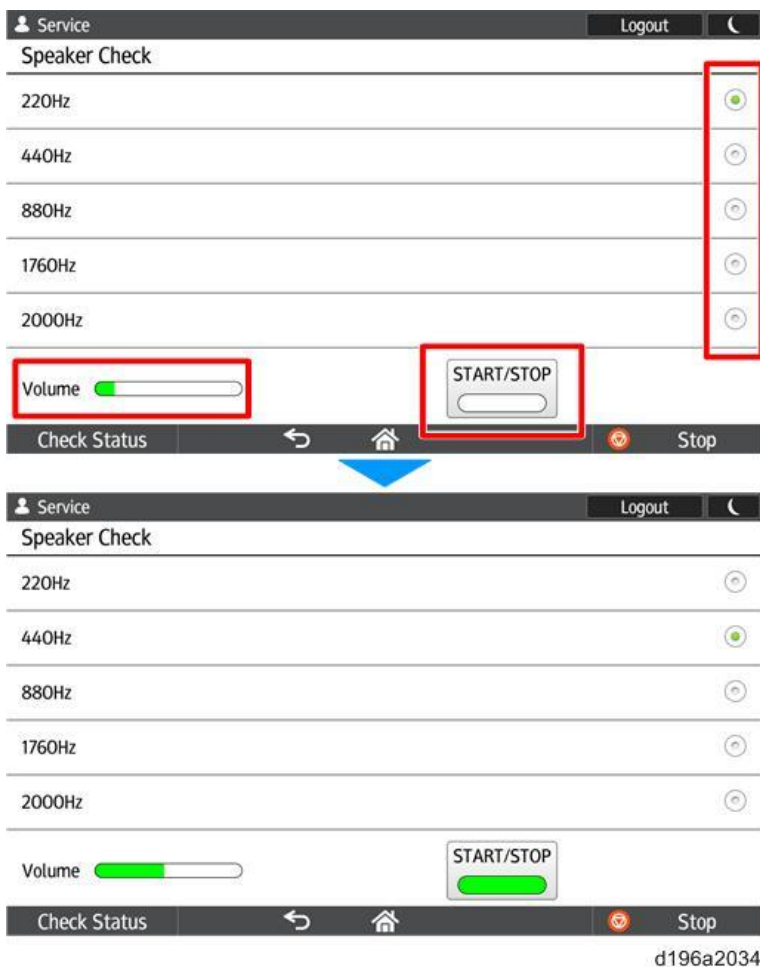 Service Logout
Speaker Check
220Hz
440Hz
880Hz
1760Hz
2000Hz
Volume START/STOP
Check Status Stop
Service Logout
Speaker Check
220Hz
440Hz
880Hz
1760Hz
2000Hz
Volume START/STOP
Check Status Stop
d196a2034